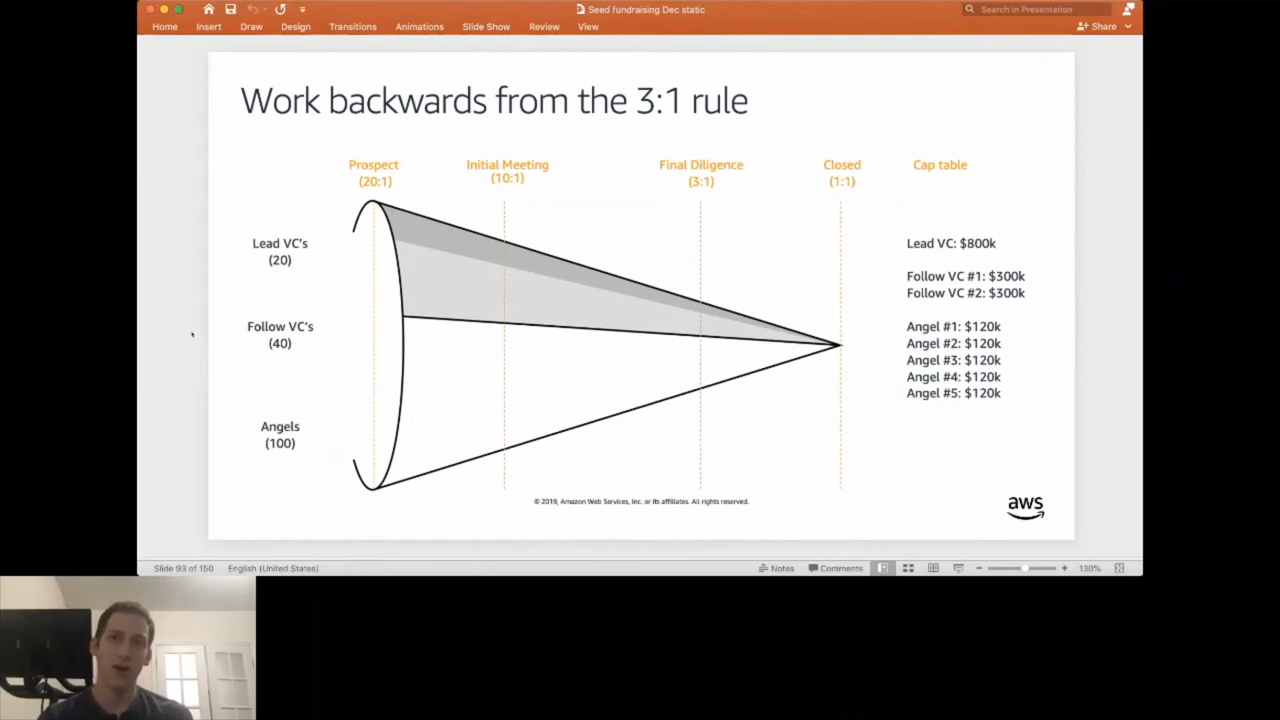 Seed fundraising Dec static
Search in Presentation
Home Insert Draw Design Transitions Animations Slide Show Review View
Share
Work backwards from the 3:1 rule
Prospect
(20:1)
Initial Meeting
(10:1)
Final Diligence
(3:1)
Closed
(1:1)
Cap table
Lead VC's
(20)
Follow VC's
(40)
Angels
(100)
Lead VC: $800k
Follow VC #1: $300k
Follow VC #2: $300k
Angel #1: $120k
Angel #2: $120k
Angel #3: $120k
Angel #4: $120k
Angel #5: $120k
© 2019, Amazon Web Services, Inc. or its affiliates. All rights reserved.
aws
Slide 93 of 150 English (United States)
Notes Comments 130%